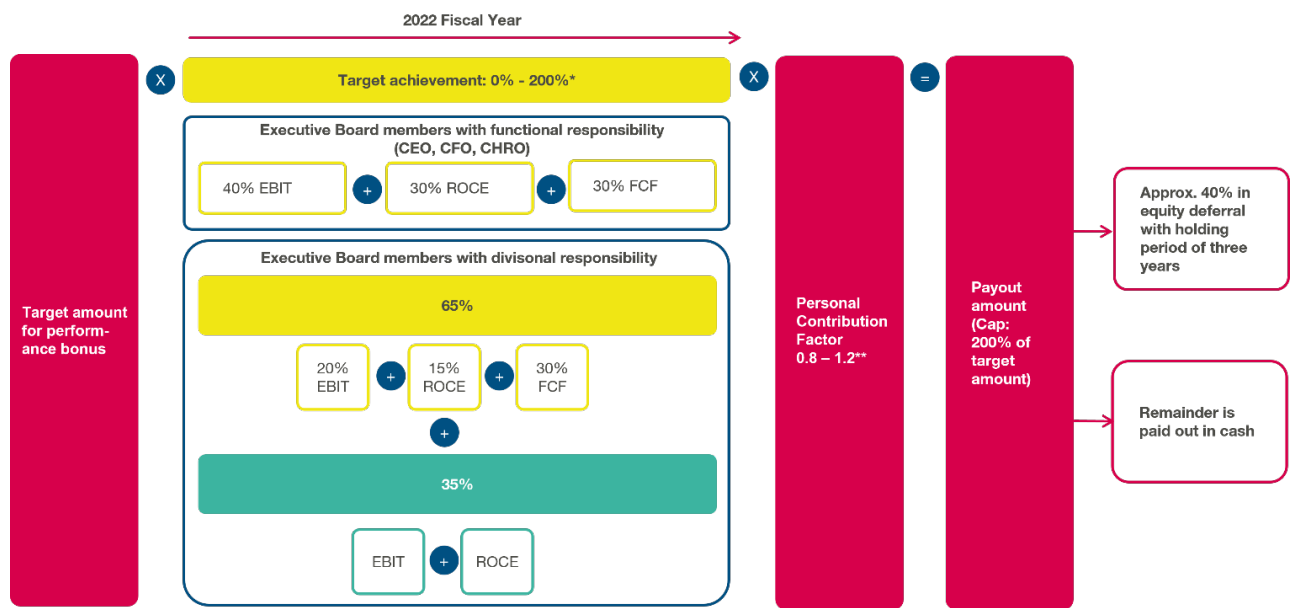 2022 Fiscal Year
Target amount
for perform-
ance bonus
X
Target achievement: 0% - 200%*
Executive Board members with functional responsibility
(CEO, CFO, CHRO)
40% EBIT
+
30% ROCE
+
30% FCF
Executive Board members with divisonal responsibility
65%
20%
EBIT
+
15%
ROCE
+
30%
FCF
+
35%
EBIT
+
ROCE
X
Personal
Contribution
Factor
0.8 – 1.2**
=
Payout
amount
(Cap:
200% of
target
amount)
Approx. 40% in
equity deferral
with holding
period of three
years
Remainder is
paid out in cash